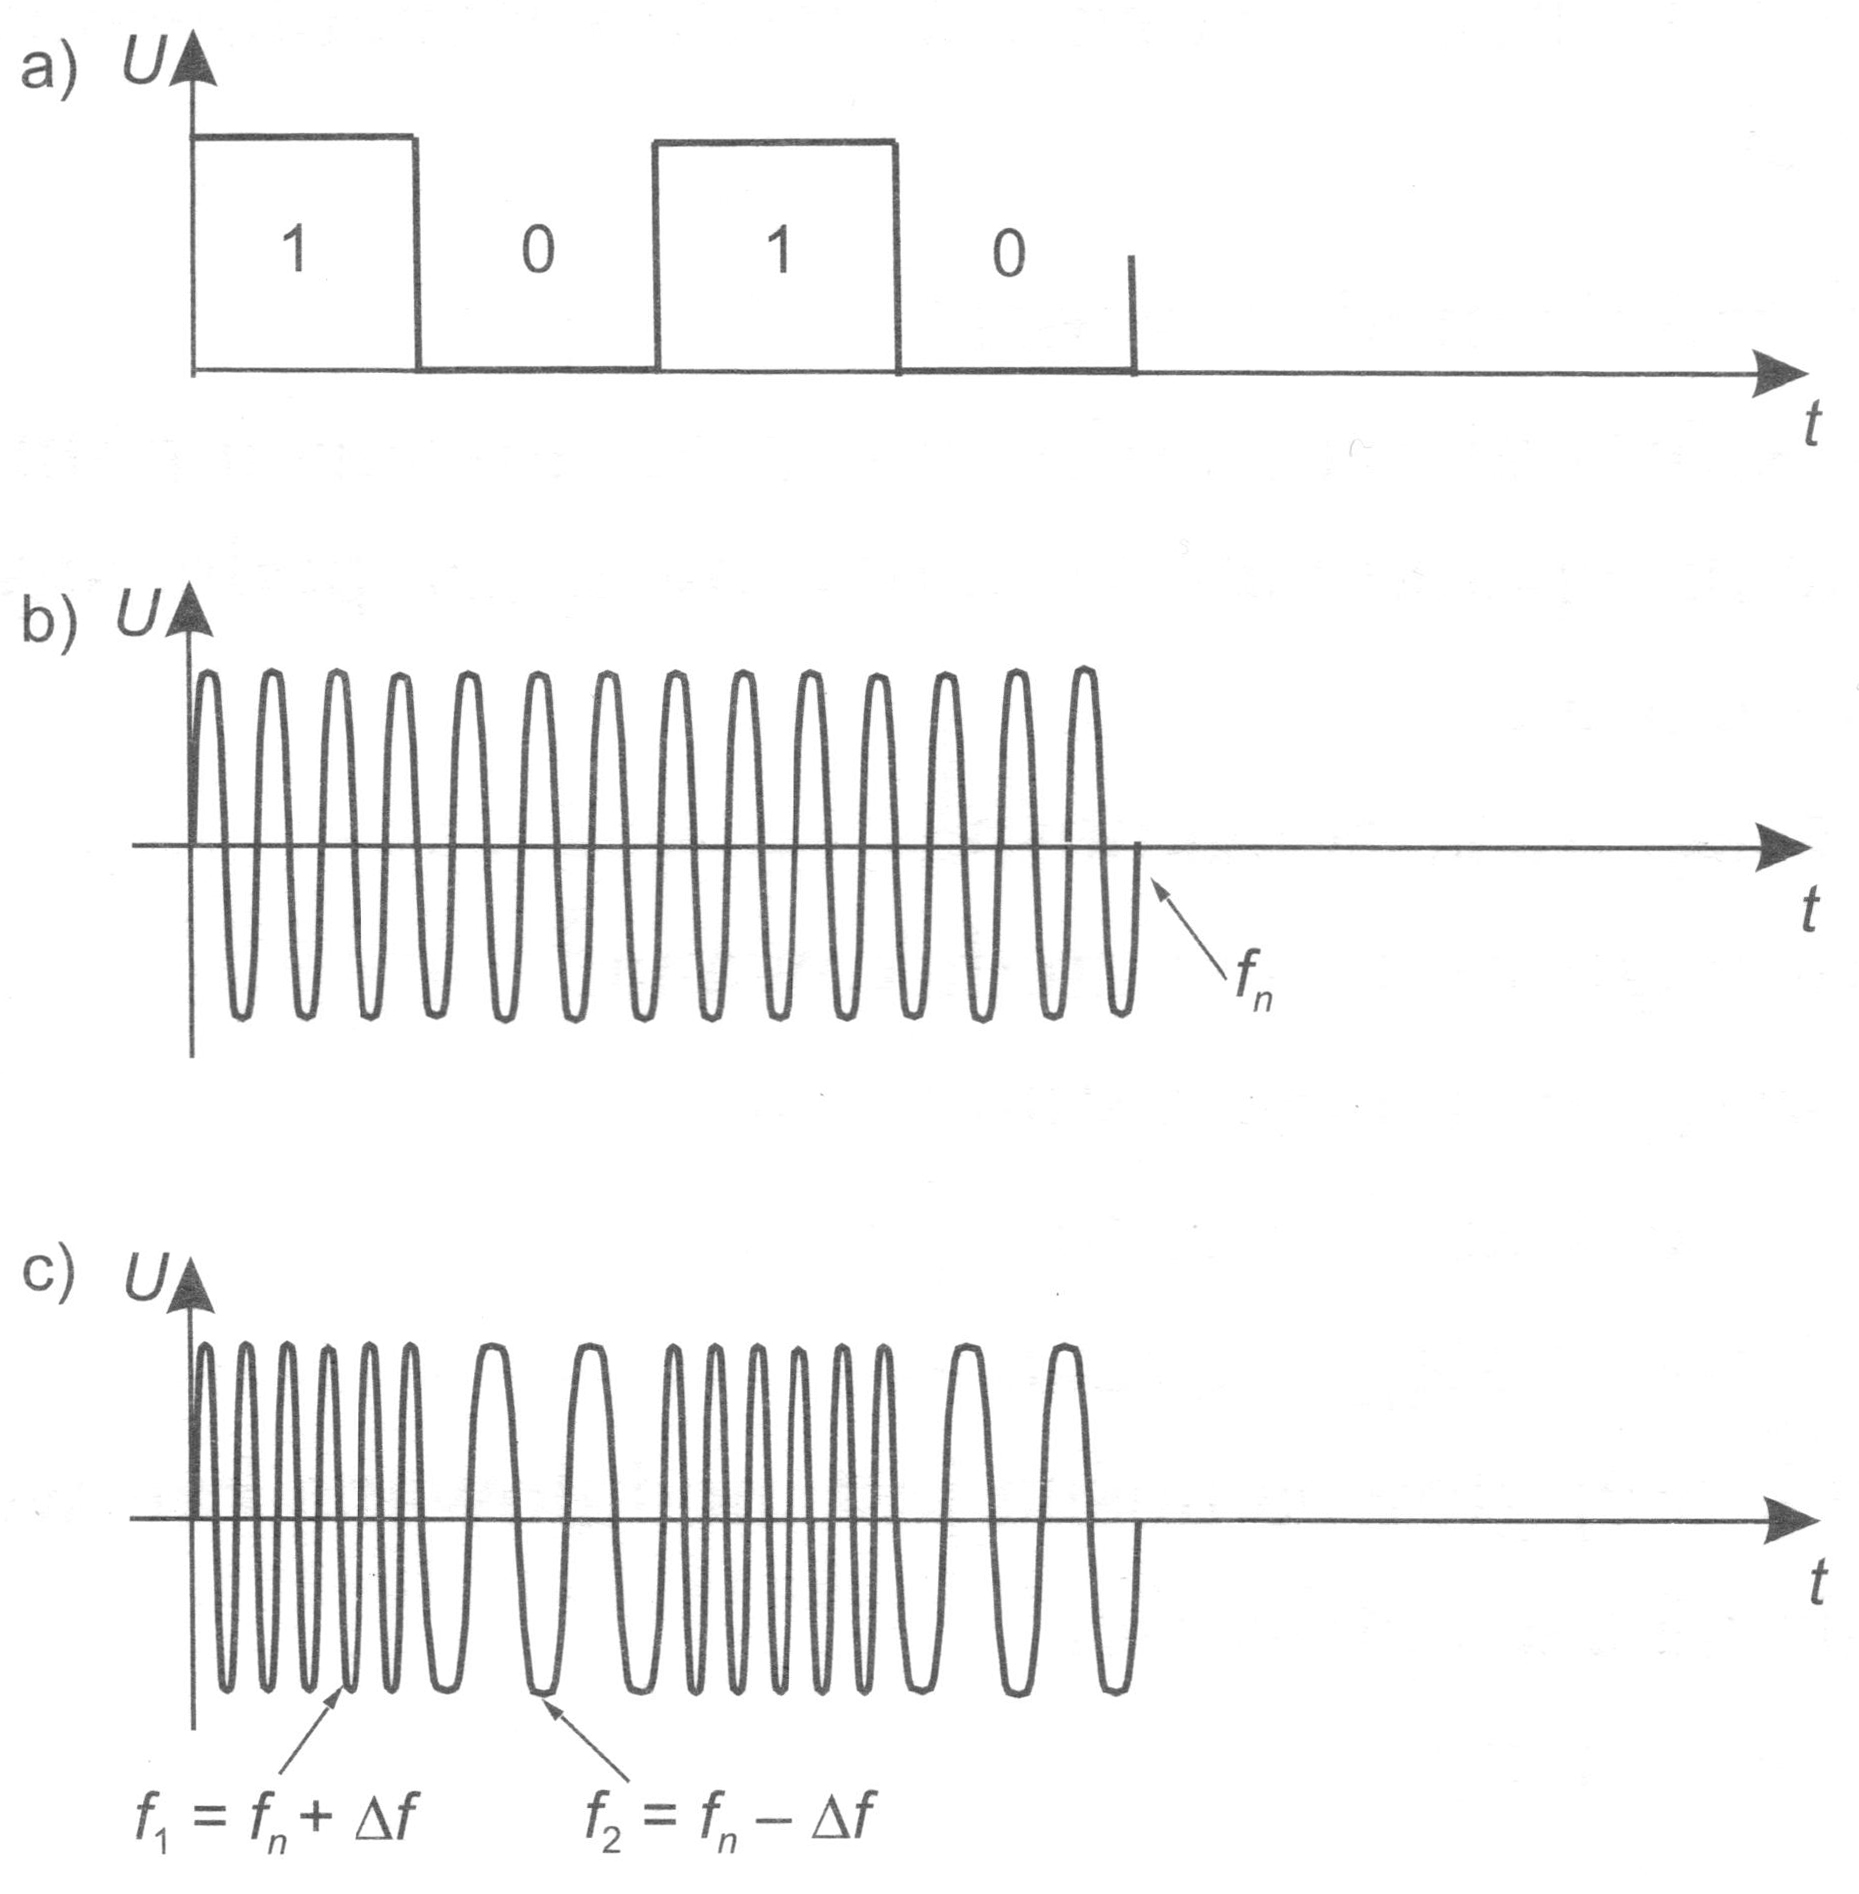 a) U
1 0 1 0
t
b) U
t
fₙ
c) U
t
f₁ = fₙ + Δf
f₂ = fₙ − Δf